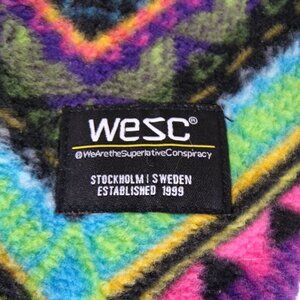 wesc®
@WeAretheSuperlativeConspiracy
STOCKHOLM | SWEDEN
ESTABLISHED 1999